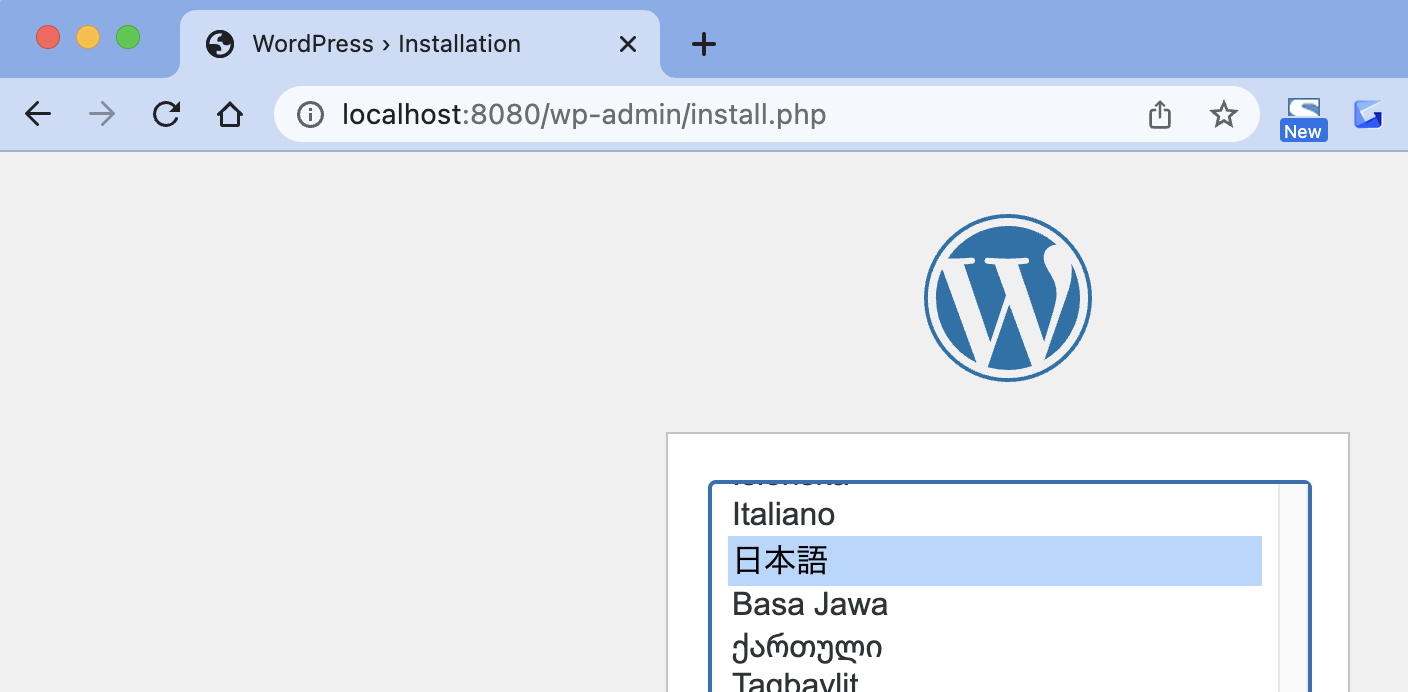 WordPress › Installation
localhost:8080/wp-admin/install.php
New
Italiano
日本語
Basa Jawa
ქართული
Taqbaylit